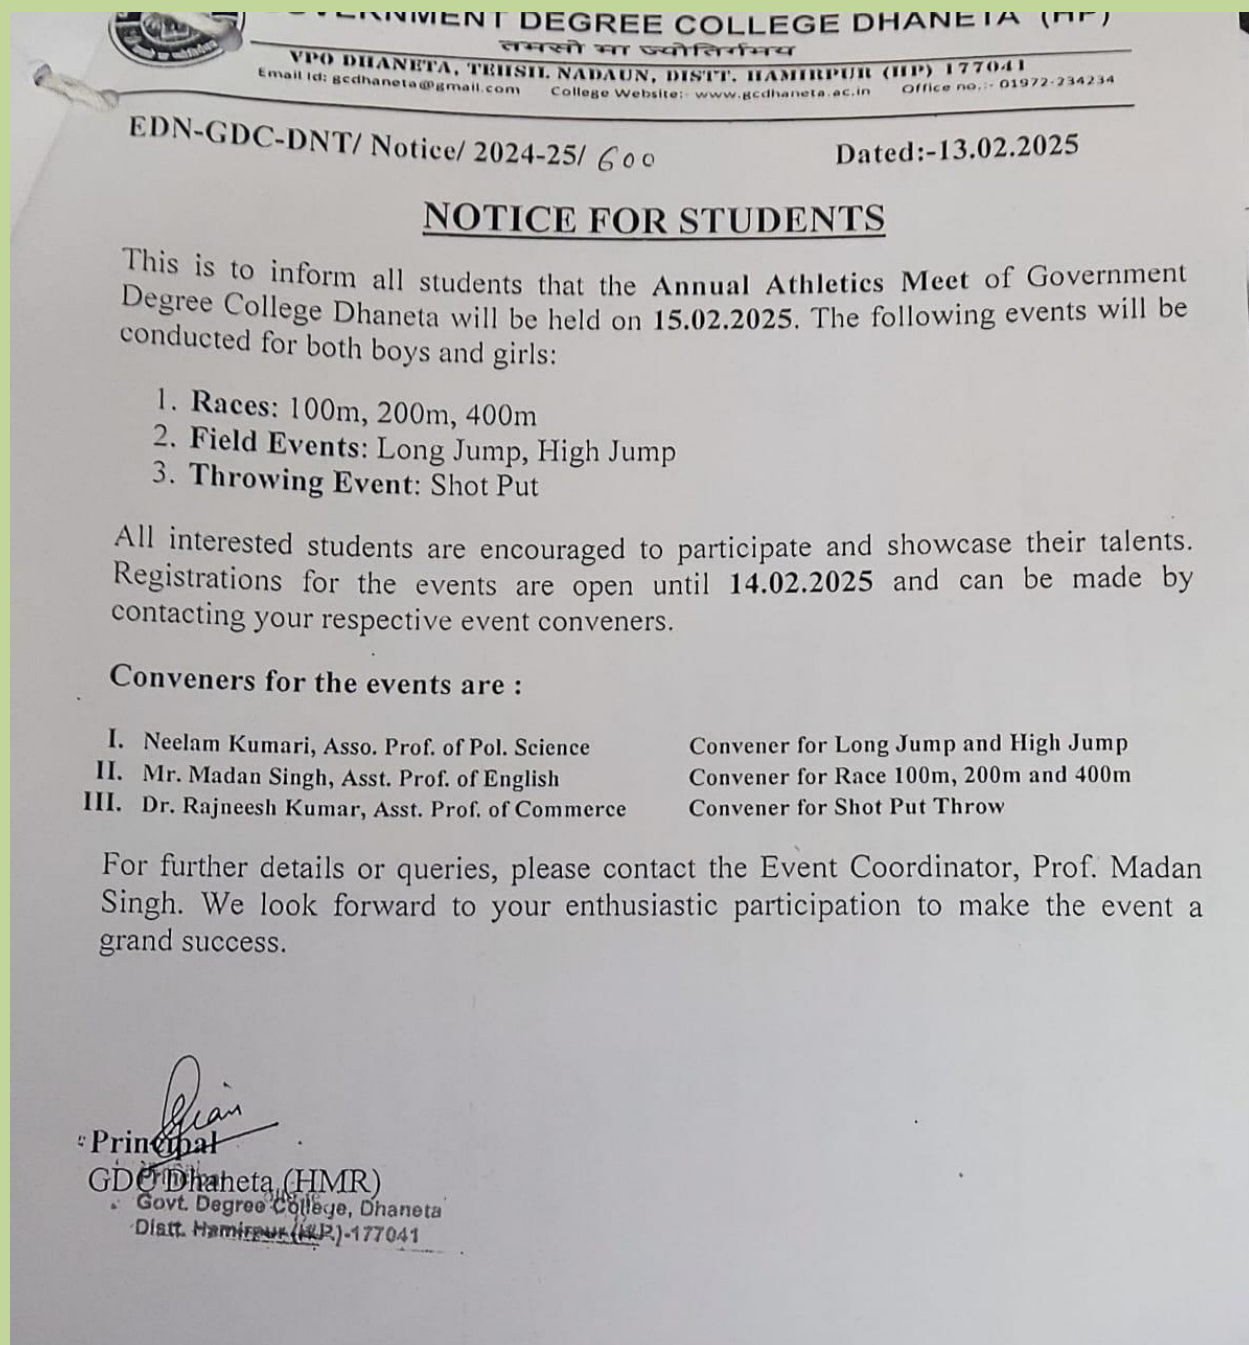 GOVERNMENT DEGREE COLLEGE DHANETA (HP)
तमसो मा ज्योतिर्गमय
VPO DHANETA, TEHSIL NADAUN, DISTT. HAMIRPUR (HP) 177041
Email Id: gcdhaneta@gmail.com College Website:- www.gcdhaneta.ac.in Office no.:- 01972-234234
EDN-GDC-DNT/ Notice/ 2024-25/ 600 Dated:-13.02.2025
NOTICE FOR STUDENTS
This is to inform all students that the Annual Athletics Meet of Government
Degree College Dhaneta will be held on 15.02.2025. The following events will be
conducted for both boys and girls:
1. Races: 100m, 200m, 400m
2. Field Events: Long Jump, High Jump
3. Throwing Event: Shot Put
All interested students are encouraged to participate and showcase their talents.
Registrations for the events are open until 14.02.2025 and can be made by
contacting your respective event conveners.
Conveners for the events are :
I. Neelam Kumari, Asso. Prof. of Pol. Science Convener for Long Jump and High Jump
II. Mr. Madan Singh, Asst. Prof. of English Convener for Race 100m, 200m and 400m
III. Dr. Rajneesh Kumar, Asst. Prof. of Commerce Convener for Shot Put Throw
For further details or queries, please contact the Event Coordinator, Prof. Madan
Singh. We look forward to your enthusiastic participation to make the event a
grand success.
Principal
GDC Dhaneta (HMR)
Govt. Degree College, Dhaneta
Distt. Hamirpur (H.P.)-177041